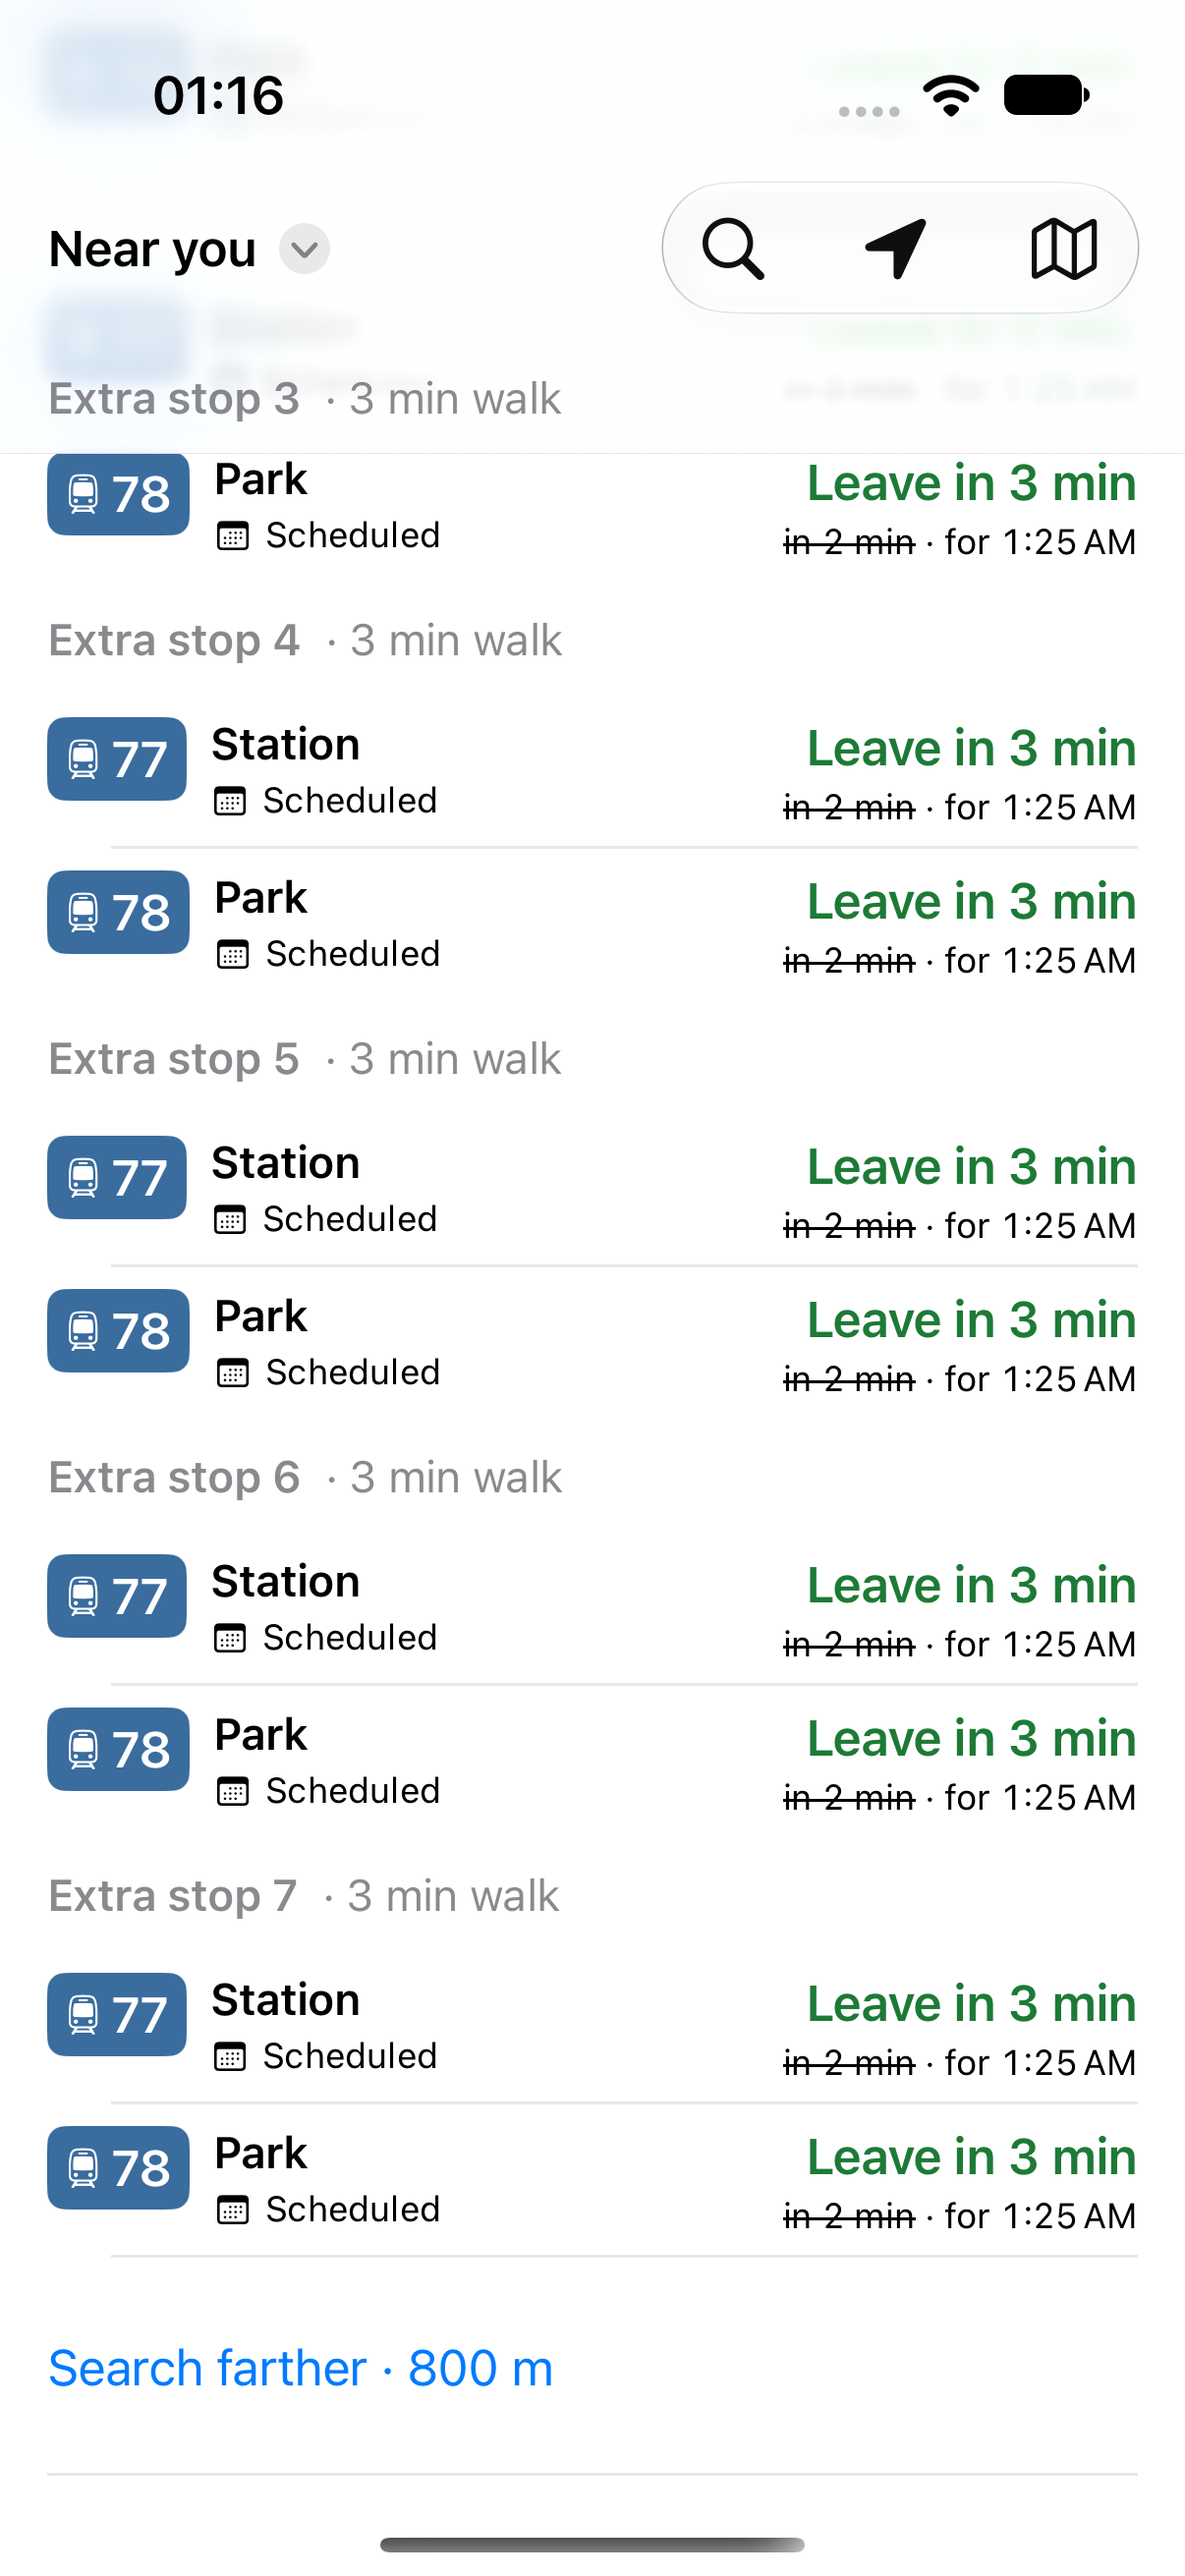 01:16
Near you
Extra stop 3 · 3 min walk
78 Park Leave in 3 min
Scheduled in 2 min · for 1:25 AM
Extra stop 4 · 3 min walk
77 Station Leave in 3 min
Scheduled in 2 min · for 1:25 AM
78 Park Leave in 3 min
Scheduled in 2 min · for 1:25 AM
Extra stop 5 · 3 min walk
77 Station Leave in 3 min
Scheduled in 2 min · for 1:25 AM
78 Park Leave in 3 min
Scheduled in 2 min · for 1:25 AM
Extra stop 6 · 3 min walk
77 Station Leave in 3 min
Scheduled in 2 min · for 1:25 AM
78 Park Leave in 3 min
Scheduled in 2 min · for 1:25 AM
Extra stop 7 · 3 min walk
77 Station Leave in 3 min
Scheduled in 2 min · for 1:25 AM
78 Park Leave in 3 min
Scheduled in 2 min · for 1:25 AM
Search farther · 800 m